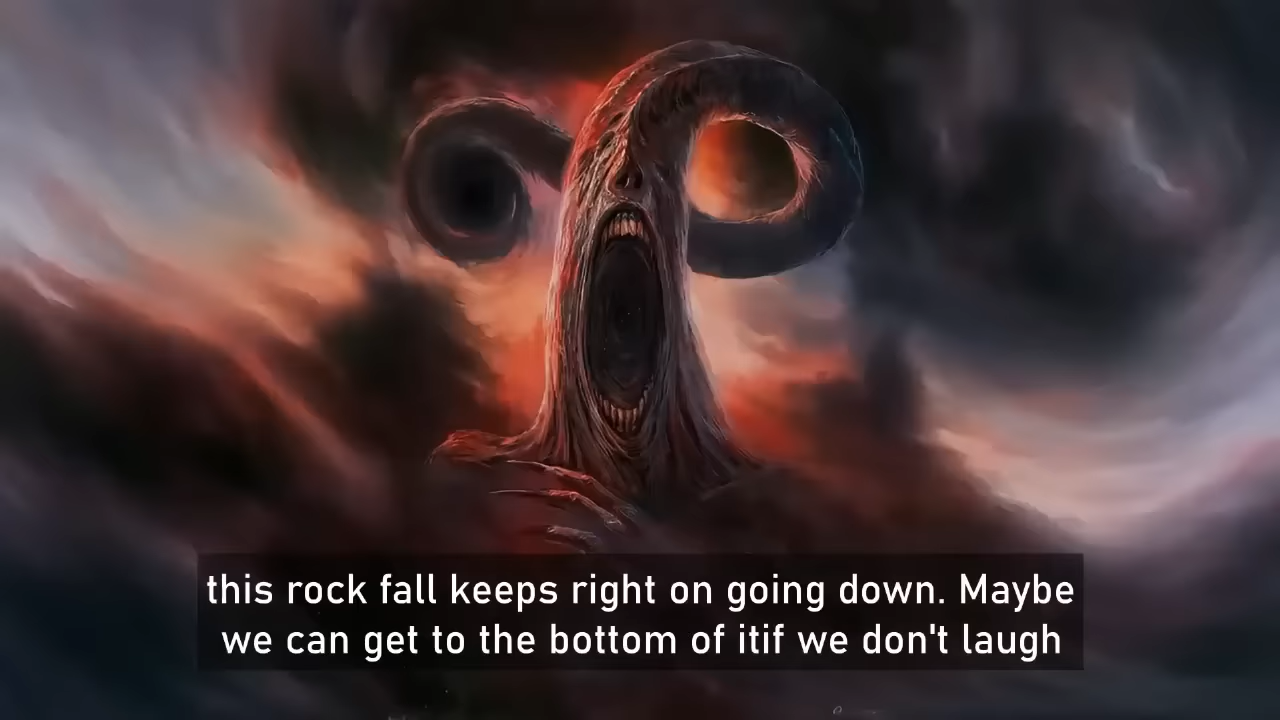 this rock fall keeps right on going down. Maybe
we can get to the bottom of itif we don't laugh